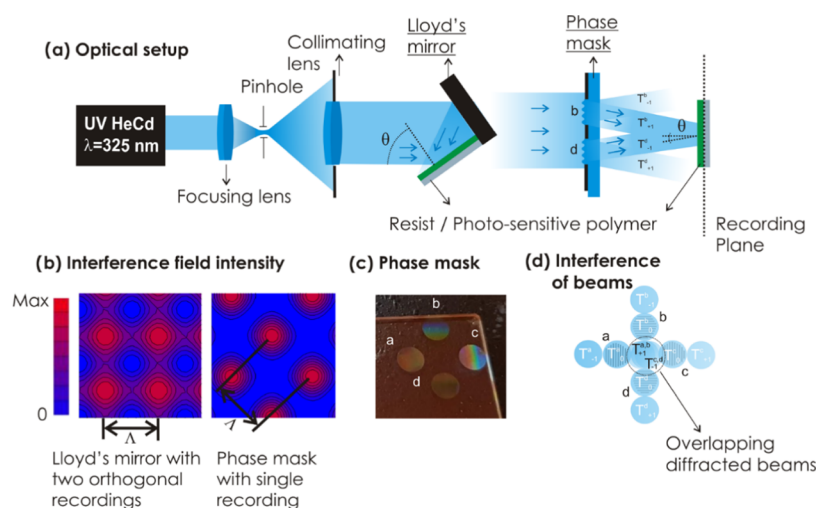 (a) Optical setup
Collimating
lens
Lloyd's
mirror
Phase
mask
Pinhole
UV HeCd
λ=325 nm
θ
b
d
θ
Focusing lens
Resist / Photo-sensitive polymer
Recording
Plane
(b) Interference field intensity
(c) Phase mask
(d) Interference
of beams
Max
0
Λ
Λ
Lloyd's mirror with
two orthogonal
recordings
Phase mask
with single
recording
a
b
c
d
a
b
c
d
Overlapping
diffracted beams